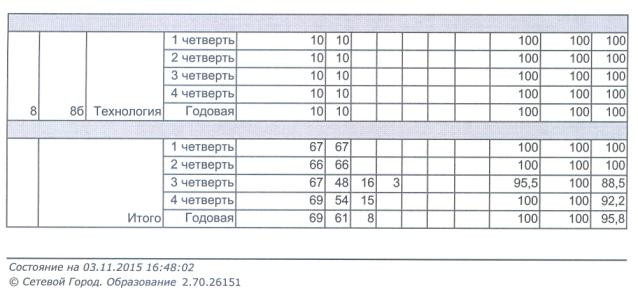 1 четверть 10 10 100 100 100
2 четверть 10 10 100 100 100
3 четверть 10 10 100 100 100
4 четверть 10 10 100 100 100
8 8б Технология Годовая 10 10 100 100 100
1 четверть 67 67 100 100 100
2 четверть 66 66 100 100 100
3 четверть 67 48 16 3 95,5 100 88,5
4 четверть 69 54 15 100 100 92,2
Итого Годовая 69 61 8 100 100 95,8
Состояние на 03.11.2015 16:48:02
© Сетевой Город. Образование 2.70.26151